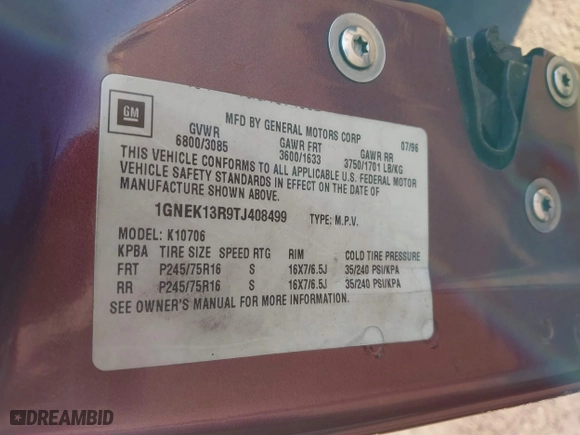 GM
MFD BY GENERAL MOTORS CORP 07/96
GVWR GAWR FRT GAWR RR
6800/3085 3600/1633 3750/1701 LB/KG
THIS VEHICLE CONFORMS TO ALL APPLICABLE U.S. FEDERAL MOTOR
VEHICLE SAFETY STANDARDS IN EFFECT ON THE DATE OF
MANUFACTURE SHOWN ABOVE.
1GNEK13R9TJ408499 TYPE: M.P.V.
MODEL: K10706
KPBA TIRE SIZE SPEED RTG RIM COLD TIRE PRESSURE
FRT P245/75R16 S 16X7/6.5J 35/240 PSI/KPA
RR P245/75R16 S 16X7/6.5J 35/240 PSI/KPA
SEE OWNER'S MANUAL FOR MORE INFORMATION.
DREAMBID